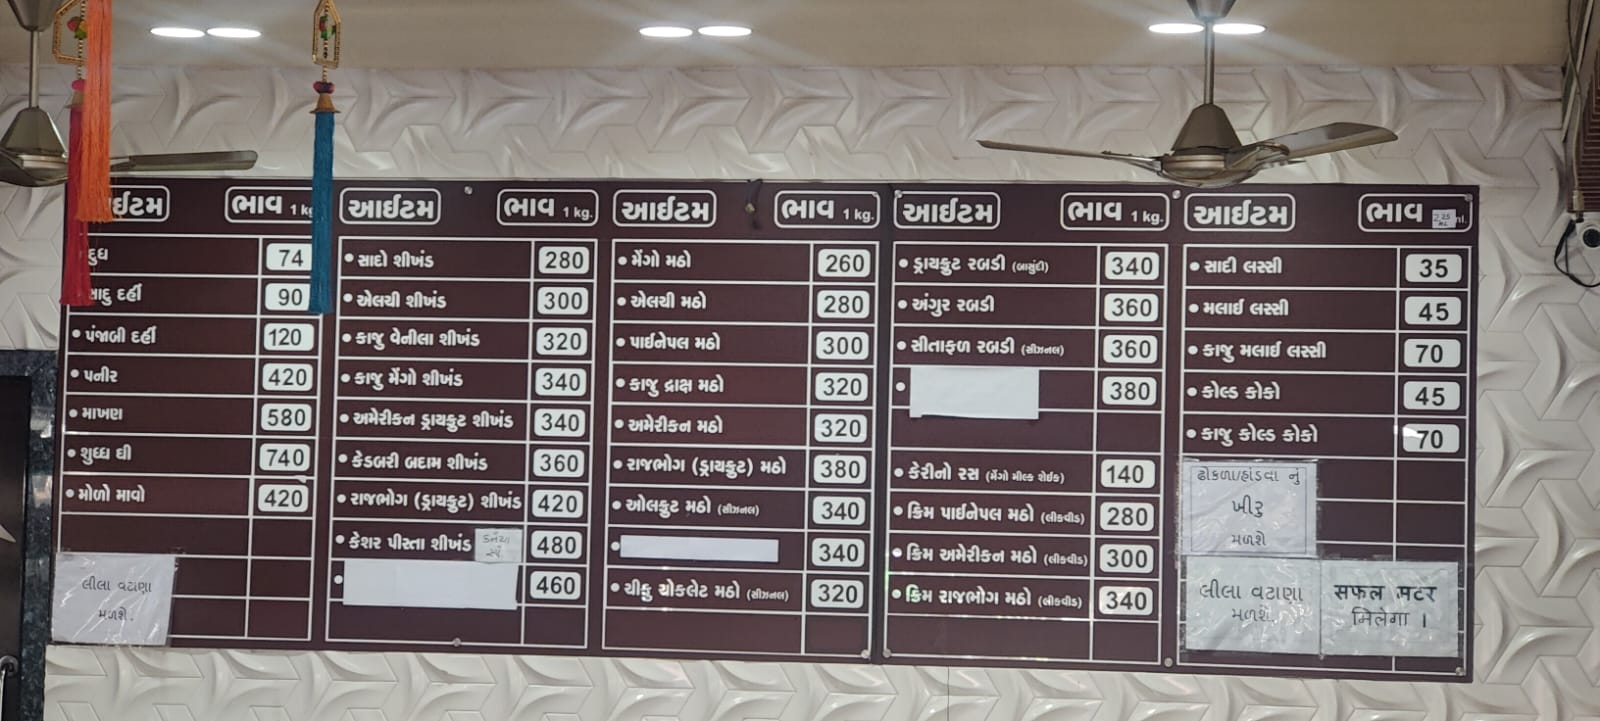 આઈટમ ભાવ 1 kg.
દુધ 74
સાદુ દહીં 90
પંજાબી દહીં 120
પનીર 420
માખણ 580
શુધ્ધ ઘી 740
મોળો માવો 420
લીલા વટાણા
મળશે.
આઈટમ ભાવ 1 kg.
સાદો શીખંડ 280
એલચી શીખંડ 300
કાજુ વેનીલા શીખંડ 320
કાજુ મેંગો શીખંડ 340
અમેરીકન ડ્રાયફ્રુટ શીખંડ 340
કેડબરી બદામ શીખંડ 360
રાજભોગ (ડ્રાયફ્રુટ) શીખંડ 420
કેશર પીસ્તા શીખંડ 480
460
આઈટમ ભાવ 1 kg.
મેંગો મઠો 260
એલચી મઠો 280
પાઈનેપલ મઠો 300
કાજુ દ્રાક્ષ મઠો 320
અમેરીકન મઠો 320
રાજભોગ (ડ્રાયફ્રુટ) મઠો 380
ઓલફ્રુટ મઠો (સીઝનલ) 340
340
ચીકુ ચોકલેટ મઠો (સીઝનલ) 320
આઈટમ ભાવ 1 kg.
ડ્રાયફ્રુટ રબડી (બાસુંદી) 340
અંગુર રબડી 360
સીતાફળ રબડી (સીઝનલ) 360
380
કેરીનો રસ (મેંગો મીલ્ક શેઈક) 140
ક્રિમ પાઈનેપલ મઠો (લીક્વીડ) 280
ક્રિમ અમેરીકન મઠો (લીક્વીડ) 300
ક્રિમ રાજભોગ મઠો (લીક્વીડ) 340
આઈટમ ભાવ 225 ML ml.
સાદી લસ્સી 35
મલાઈ લસ્સી 45
કાજુ મલાઈ લસ્સી 70
કોલ્ડ કોકો 45
કાજુ કોલ્ડ કોકો 70
ઢોકળા/હાંડવા નું
ખીરુ
મળશે
લીલા વટાણા
મળશે.
सफल मटर
मिलेगा ।